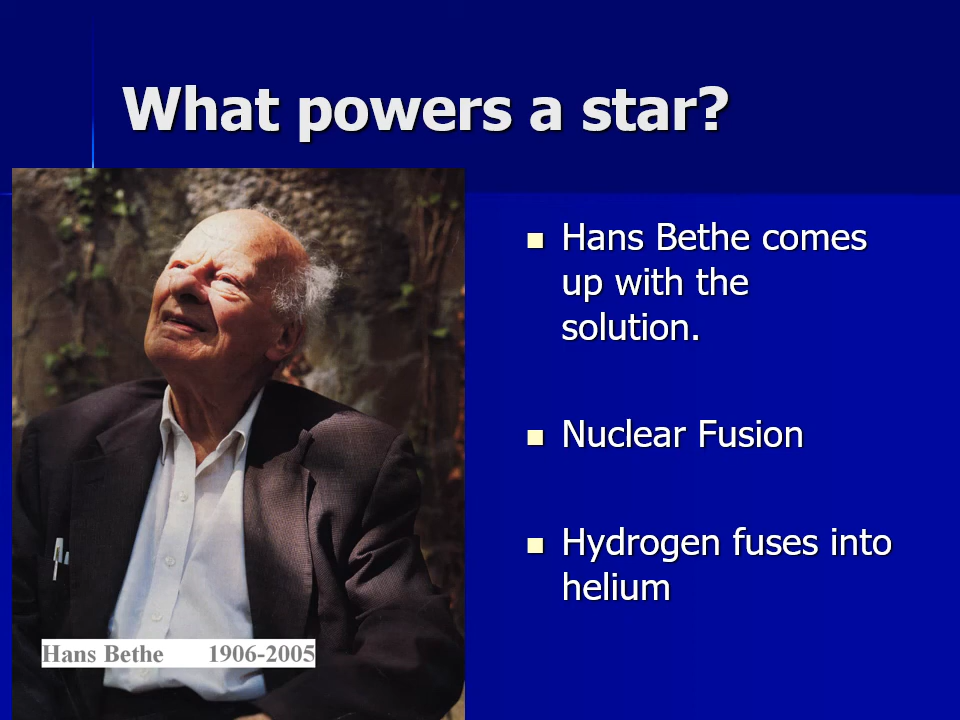 What powers a star?
Hans Bethe comes
up with the
solution.
Nuclear Fusion
Hydrogen fuses into
helium
Hans Bethe 1906-2005